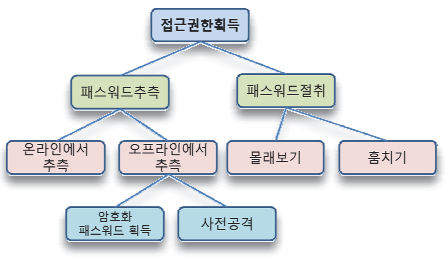 접근권한획득
패스워드추측
패스워드절취
온라인에서
추측
오프라인에서
추측
몰래보기
훔치기
암호화
패스워드 획득
사전공격